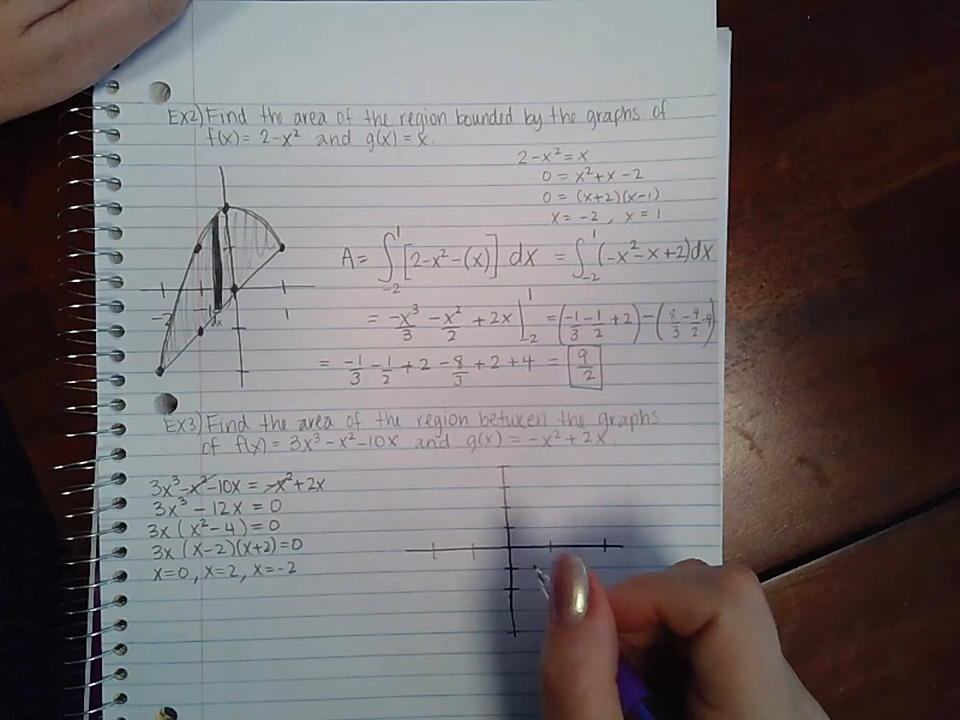 Ex2) Find the area of the region bounded by the graphs of
f(x) = 2-x² and g(x) = x.
2-x² = x
0 = x²+x-2
0 = (x+2)(x-1)
x = -2, x = 1
A = ∫₋₂¹ [2-x²-(x)] dx = ∫₋₂¹ (-x²-x+2)dx
= -x³/3 - x²/2 + 2x |₋₂¹ = (-1/3 - 1/2 + 2) - (8/3 - 4/2 - 4)
= -1/3 - 1/2 + 2 - 8/3 + 2 + 4 = 9/2
-2 -1 1
dx
Ex3) Find the area of the region between the graphs
of f(x) = 3x³-x²-10x and g(x) = -x²+2x
3x³-x²-10x = -x²+2x
3x³-12x = 0
3x(x²-4) = 0
3x(x-2)(x+2) = 0
x=0, x=2, x=-2